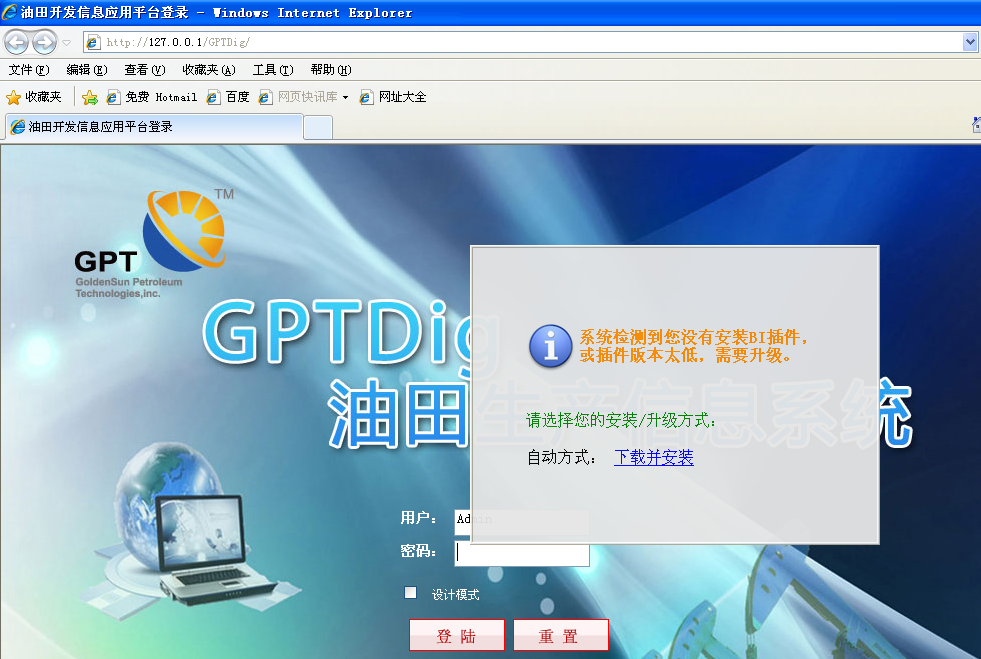 油田开发信息应用平台登录 - Windows Internet Explorer
http://127.0.0.1/GPTDig/
文件(F) 编辑(E) 查看(V) 收藏夹(A) 工具(T) 帮助(H)
收藏夹 免费 Hotmail 百度 网页快讯库 网址大全
油田开发信息应用平台登录
TM
GPT
GoldenSun Petroleum
Technologies,inc.
GPTDig
油田生产信息系统
系统检测到您没有安装BI插件，
或插件版本太低，需要升级。
请选择您的安装/升级方式：
自动方式： 下载并安装
用户： Admin
密码：
设计模式
登 陆 重 置